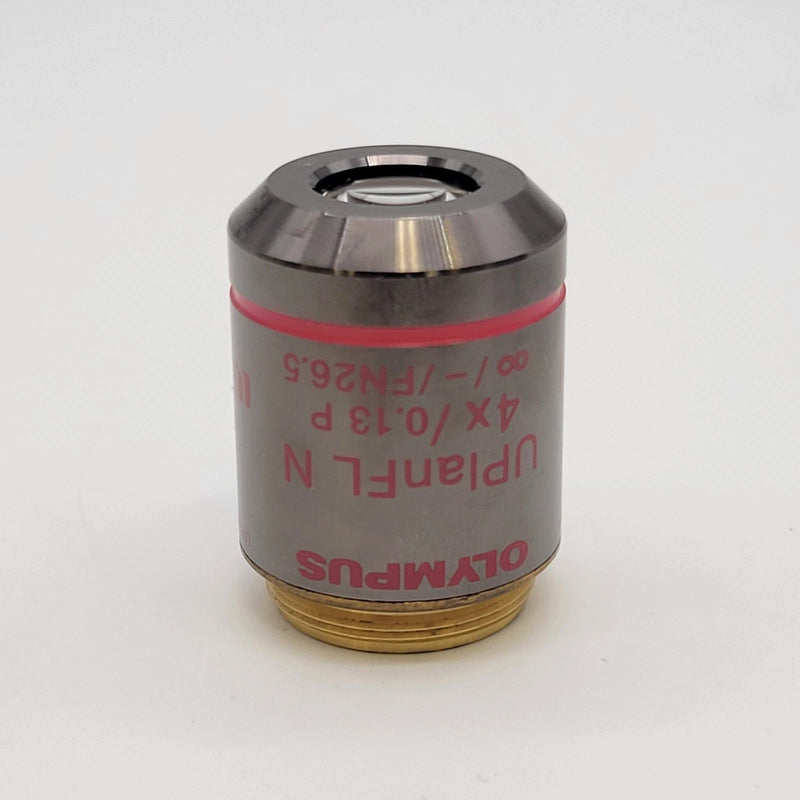 OLYMPUS
UPlanFL N
4x/0.13 P
∞/-/FN26.5